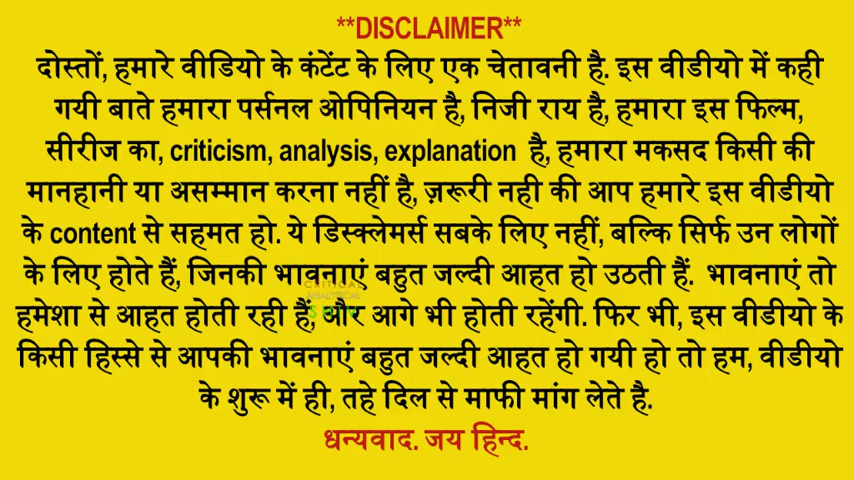 **DISCLAIMER**
दोस्तों, हमारे वीडियो के कंटेंट के लिए एक चेतावनी है. इस वीडीयो में कही
गयी बाते हमारा पर्सनल ओपिनियन है, निजी राय है, हमारा इस फिल्म,
सीरीज का, criticism, analysis, explanation है, हमारा मकसद किसी की
मानहानी या असम्मान करना नहीं है, ज़रूरी नही की आप हमारे इस वीडीयो
के content से सहमत हो. ये डिस्क्लेमर्स सबके लिए नहीं, बल्कि सिर्फ उन लोगों
के लिए होते हैं, जिनकी भावनाएं बहुत जल्दी आहत हो उठती हैं. भावनाएं तो
CRITICAL
हमेशा से आहत होती रही हैं, और आगे भी होती रहेंगी. फिर भी, इस वीडीयो के
किसी हिस्से से आपकी भावनाएं बहुत जल्दी आहत हो गयी हो तो हम, वीडीयो
के शुरू में ही, तहे दिल से माफी मांग लेते है.
धन्यवाद. जय हिन्द.